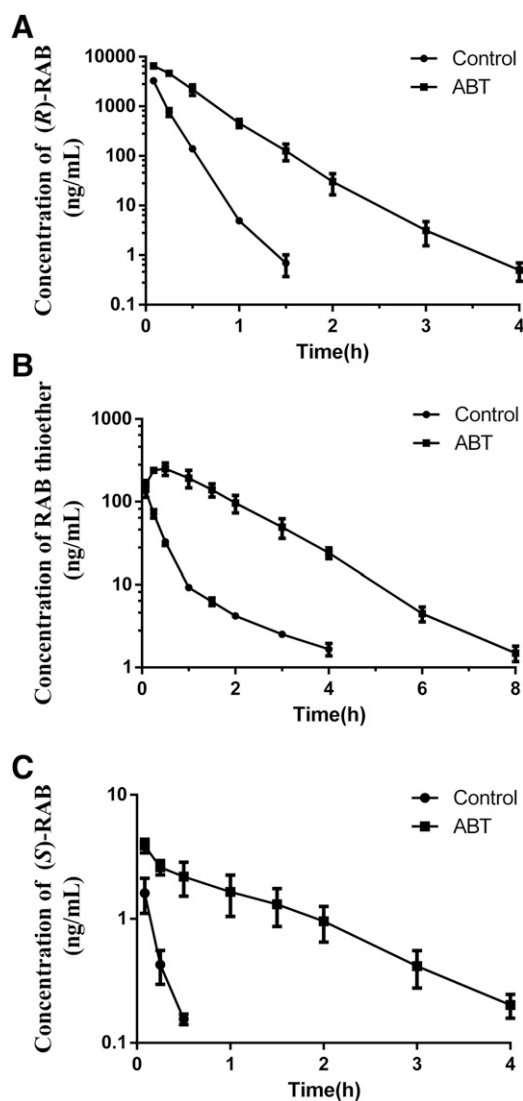 A
Concentration of (R)-RAB
(ng/mL)
10000
1000
100
10
1
0.1
0
1
2
3
4
Time(h)
Control
ABT
B
Concentration of RAB thioether
(ng/mL)
1000
100
10
1
0
2
4
6
8
Time(h)
Control
ABT
C
Concentration of (S)-RAB
(ng/mL)
10
1
0.1
0
1
2
3
4
Time(h)
Control
ABT